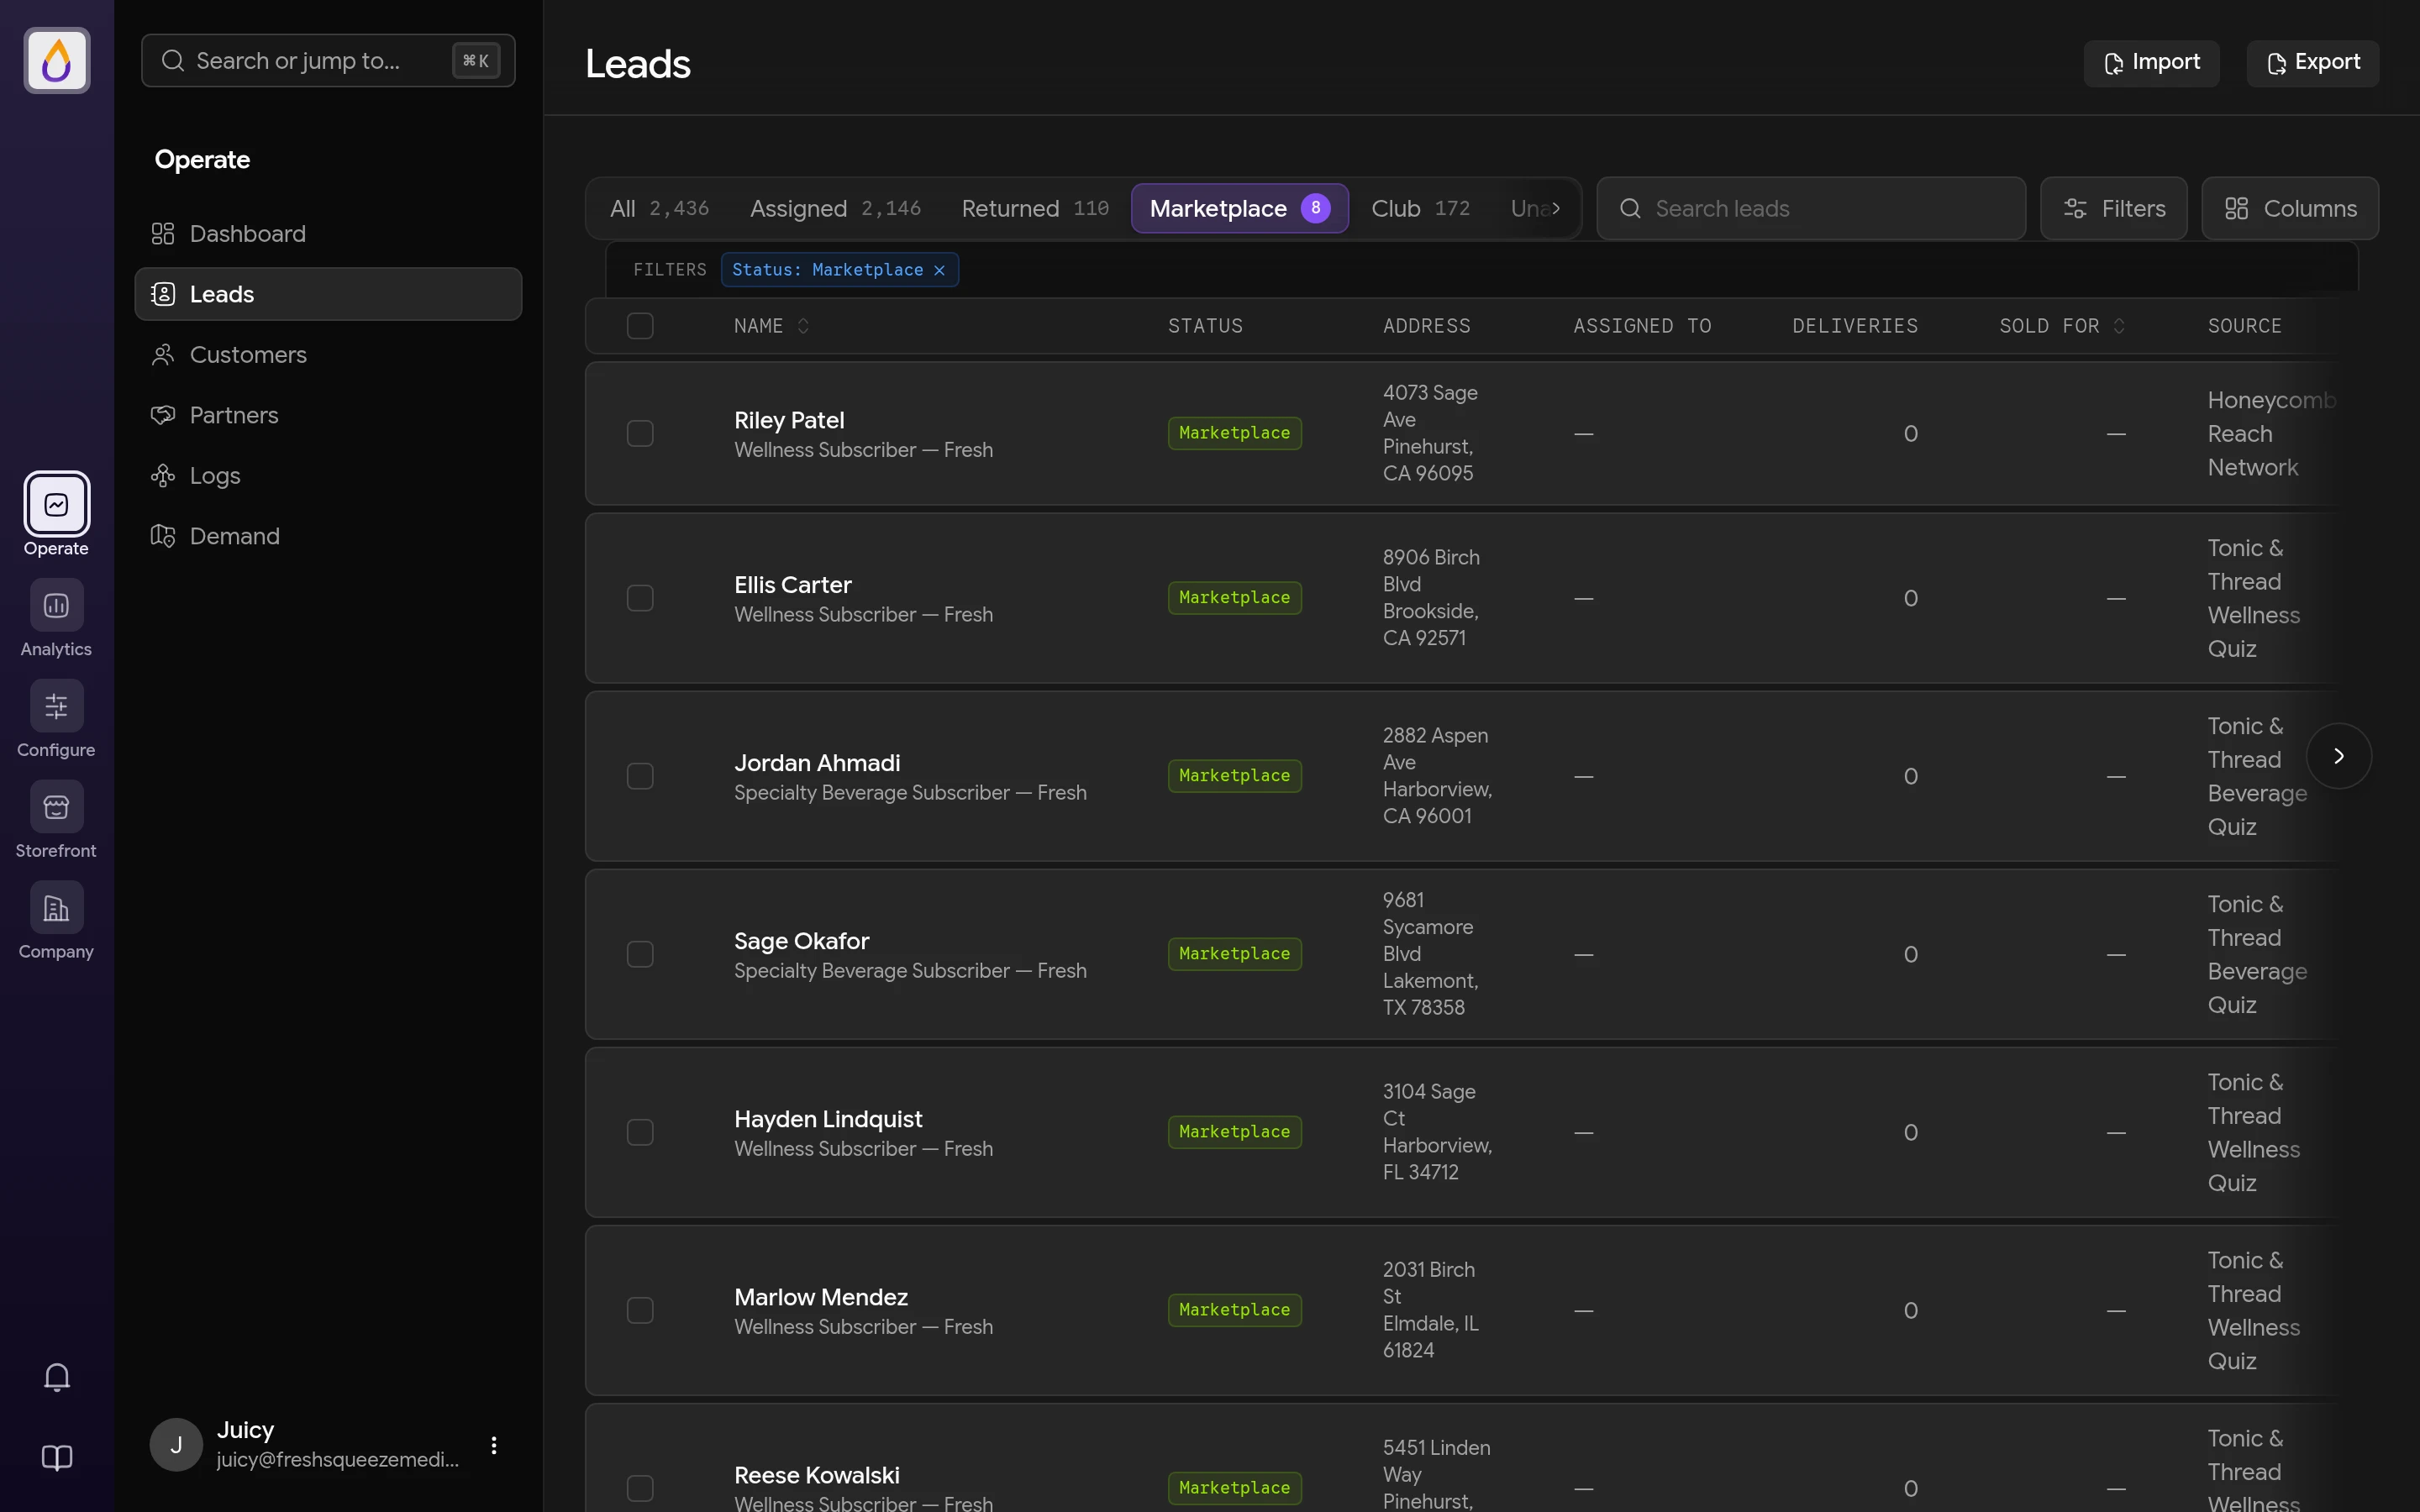 Search or jump to...
⌘K
Operate
Dashboard
Leads
Customers
Partners
Logs
Demand
Operate
Analytics
Configure
Storefront
Company
J
Juicy
juicy@freshsqueezemedi...
Leads
Import
Export
All 2,436
Assigned 2,146
Returned 110
Marketplace 8
Club 172
Una
Search leads
Filters
Columns
FILTERS
Status: Marketplace
NAME
STATUS
ADDRESS
ASSIGNED TO
DELIVERIES
SOLD FOR
SOURCE
Riley Patel
Wellness Subscriber — Fresh
Marketplace
4073 Sage
Ave
Pinehurst,
CA 96095
—
0
—
Honeycomb
Reach
Network
Ellis Carter
Wellness Subscriber — Fresh
Marketplace
8906 Birch
Blvd
Brookside,
CA 92571
—
0
—
Tonic &
Thread
Wellness
Quiz
Jordan Ahmadi
Specialty Beverage Subscriber — Fresh
Marketplace
2882 Aspen
Ave
Harborview,
CA 96001
—
0
—
Tonic &
Thread
Beverage
Quiz
Sage Okafor
Specialty Beverage Subscriber — Fresh
Marketplace
9681
Sycamore
Blvd
Lakemont,
TX 78358
—
0
—
Tonic &
Thread
Beverage
Quiz
Hayden Lindquist
Wellness Subscriber — Fresh
Marketplace
3104 Sage
Ct
Harborview,
FL 34712
—
0
—
Tonic &
Thread
Wellness
Quiz
Marlow Mendez
Wellness Subscriber — Fresh
Marketplace
2031 Birch
St
Elmdale, IL
61824
—
0
—
Tonic &
Thread
Wellness
Quiz
Reese Kowalski
Wellness Subscriber — Fresh
Marketplace
5451 Linden
Way
Pinehurst,
—
0
—
Tonic &
Thread
Wellness